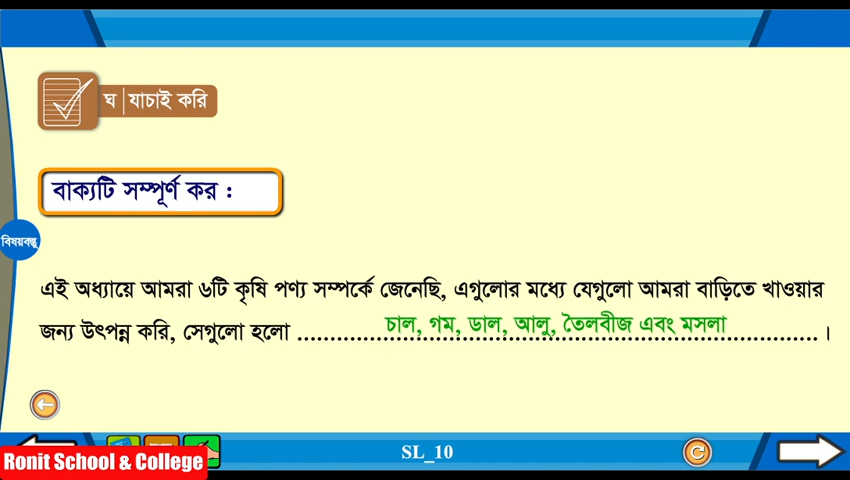 ঘ | যাচাই করি
বাক্যটি সম্পূর্ণ কর :
বিষয়বস্তু
এই অধ্যায়ে আমরা ৬টি কৃষি পণ্য সম্পর্কে জেনেছি, এগুলোর মধ্যে যেগুলো আমরা বাড়িতে খাওয়ার
জন্য উৎপন্ন করি, সেগুলো হলো ...চাল, গম, ডাল, আলু, তৈলবীজ এবং মসলা...।
SL_10
Ronit School & College